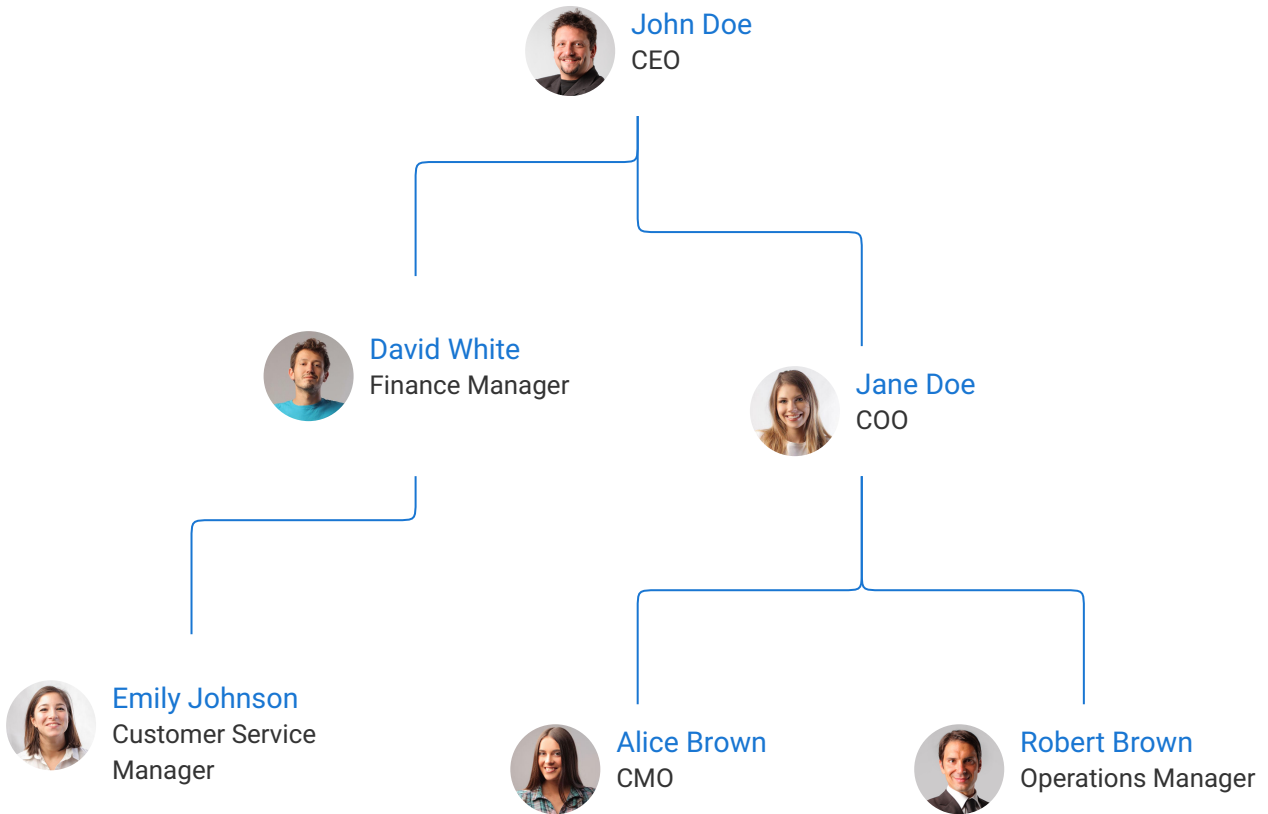 John Doe
CEO
David White
Finance Manager
Jane Doe
COO
Emily Johnson
Customer Service
Manager
Alice Brown
CMO
Robert Brown
Operations Manager